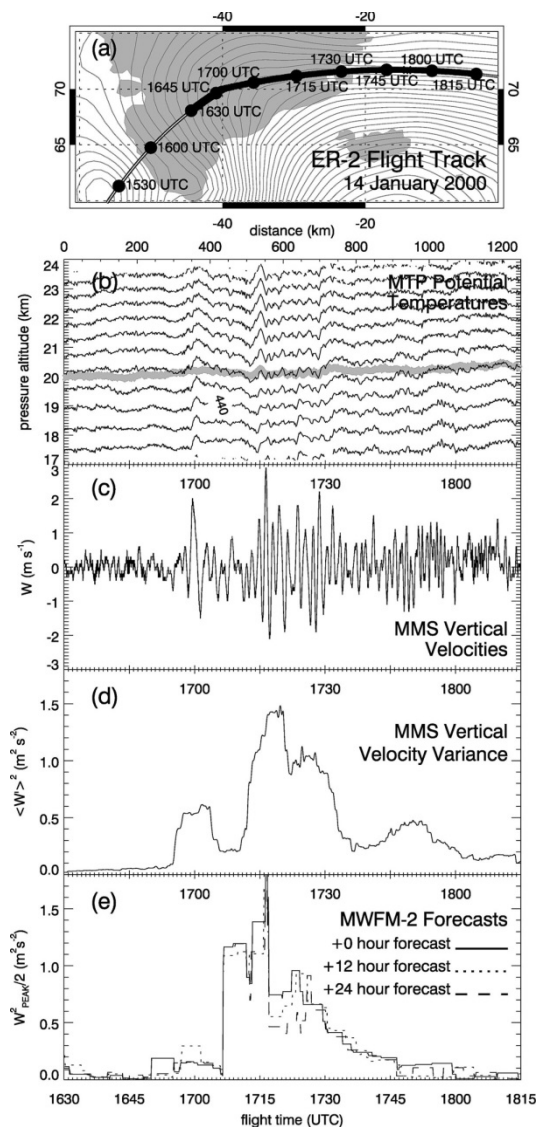 -40 -20
(a)
1730 UTC 1800 UTC
1700 UTC
1645 UTC
1745 UTC
1715 UTC 1815 UTC
70 70
1630 UTC
65 65
1600 UTC
ER-2 Flight Track
14 January 2000
1530 UTC
-40 -20
distance (km)
0 200 400 600 800 1000 1200
(b)
MTP Potential
Temperatures
pressure altitude (km)
24
23
22
21
20
19
18
17
440
(c)
1700 1730 1800
W (m s-1)
3
2
1
0
-1
-2
-3
MMS Vertical
Velocities
(d)
1700 1730 1800
MMS Vertical
Velocity Variance
<W'>2 (m2 s-2)
1.5
1.0
0.5
0.0
(e)
1700 1730 1800
MWFM-2 Forecasts
+0 hour forecast
+12 hour forecast
+24 hour forecast
W2PEAK/2 (m2s-2)
1.5
1.0
0.5
0.0
1630 1645 1700 1715 1730 1745 1800 1815
flight time (UTC)